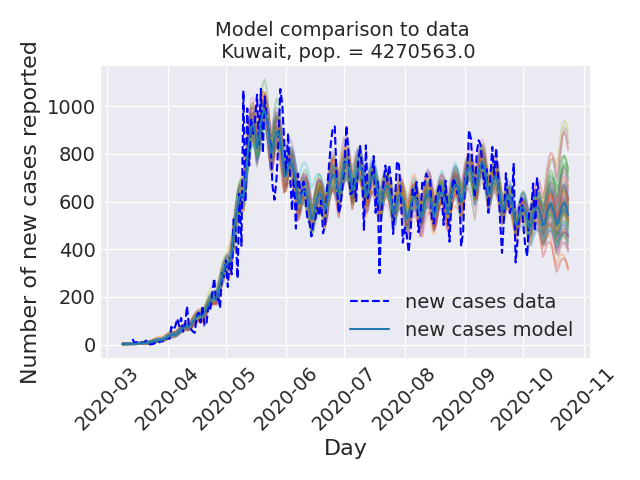 Model comparison to data
Kuwait, pop. = 4270563.0
Number of new cases reported
1000
800
600
400
200
0
new cases data
new cases model
2020-03
2020-04
2020-05
2020-06
2020-07
2020-08
2020-09
2020-10
2020-11
Day